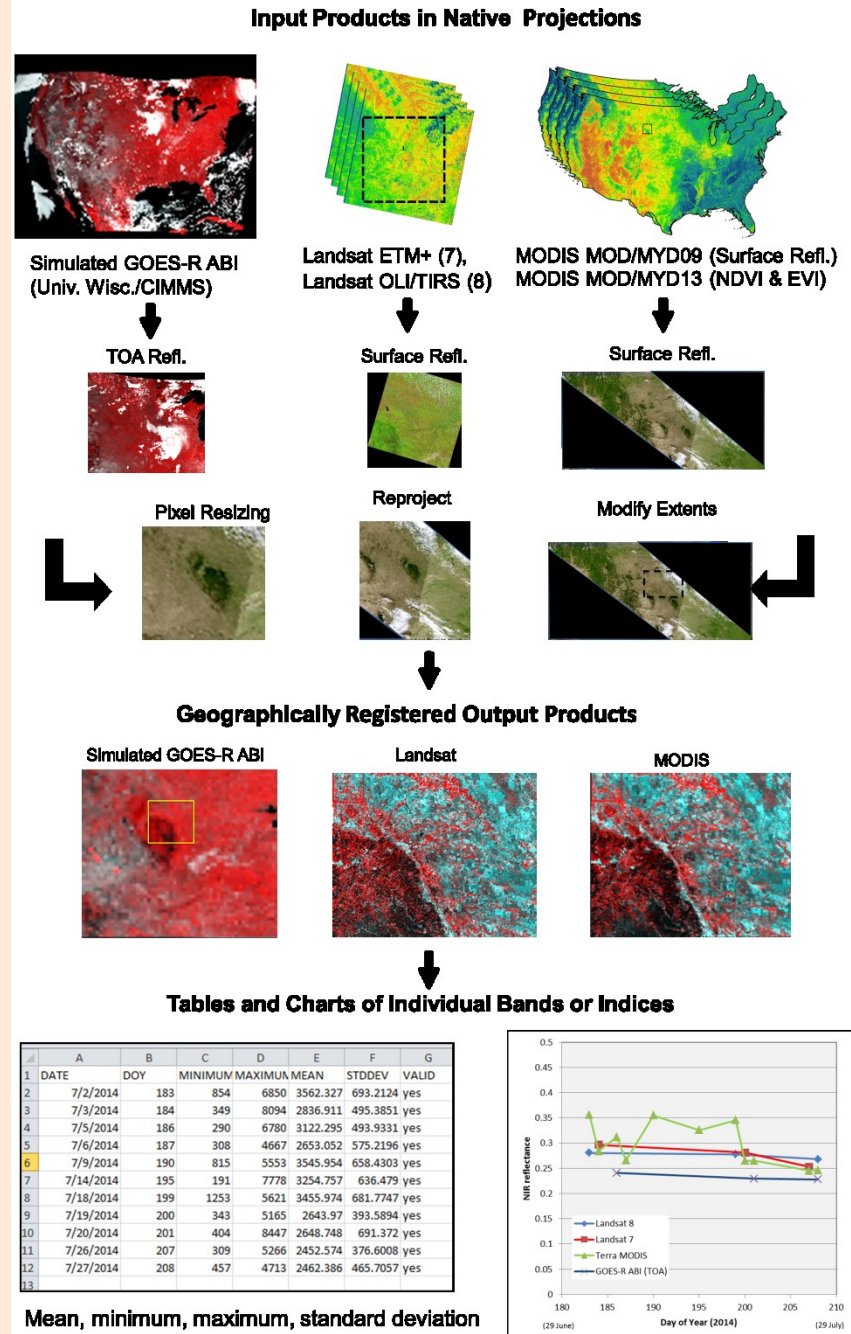 Input Products in Native Projections
Simulated GOES-R ABI
(Univ. Wisc./CIMMS)
Landsat ETM+ (7),
Landsat OLI/TIRS (8)
MODIS MOD/MYD09 (Surface Refl.)
MODIS MOD/MYD13 (NDVI & EVI)
TOA Refl.
Surface Refl.
Surface Refl.
Pixel Resizing
Reproject
Modify Extents
Geographically Registered Output Products
Simulated GOES-R ABI
Landsat
MODIS
Tables and Charts of Individual Bands or Indices
A B C D E F G
1 DATE DOY MINIMUM MAXIMUM MEAN STDDEV VALID
2 7/2/2014 183 854 6850 3562.327 693.2124 yes
3 7/3/2014 184 349 8094 2836.911 495.3851 yes
4 7/5/2014 186 290 6780 3122.295 493.9331 yes
5 7/6/2014 187 308 4667 2653.052 575.2196 yes
6 7/9/2014 190 815 5553 3545.954 658.4303 yes
7 7/14/2014 195 191 7778 3254.757 636.479 yes
8 7/18/2014 199 1253 5621 3455.974 681.7747 yes
9 7/19/2014 200 343 5165 2643.97 393.5894 yes
10 7/20/2014 201 404 8447 2648.748 691.372 yes
11 7/26/2014 207 309 5266 2452.574 376.6008 yes
12 7/27/2014 208 457 4713 2462.386 465.7057 yes
13
Mean, minimum, maximum, standard deviation
0.5
0.45
0.4
0.35
0.3
0.25
0.2
0.15
0.1
0.05
0
NIR reflectance
Landsat 8
Landsat 7
Terra MODIS
GOES-R ABI (TOA)
180 185 190 195 200 205 210
(29 June) Day of Year (2014) (29 July)